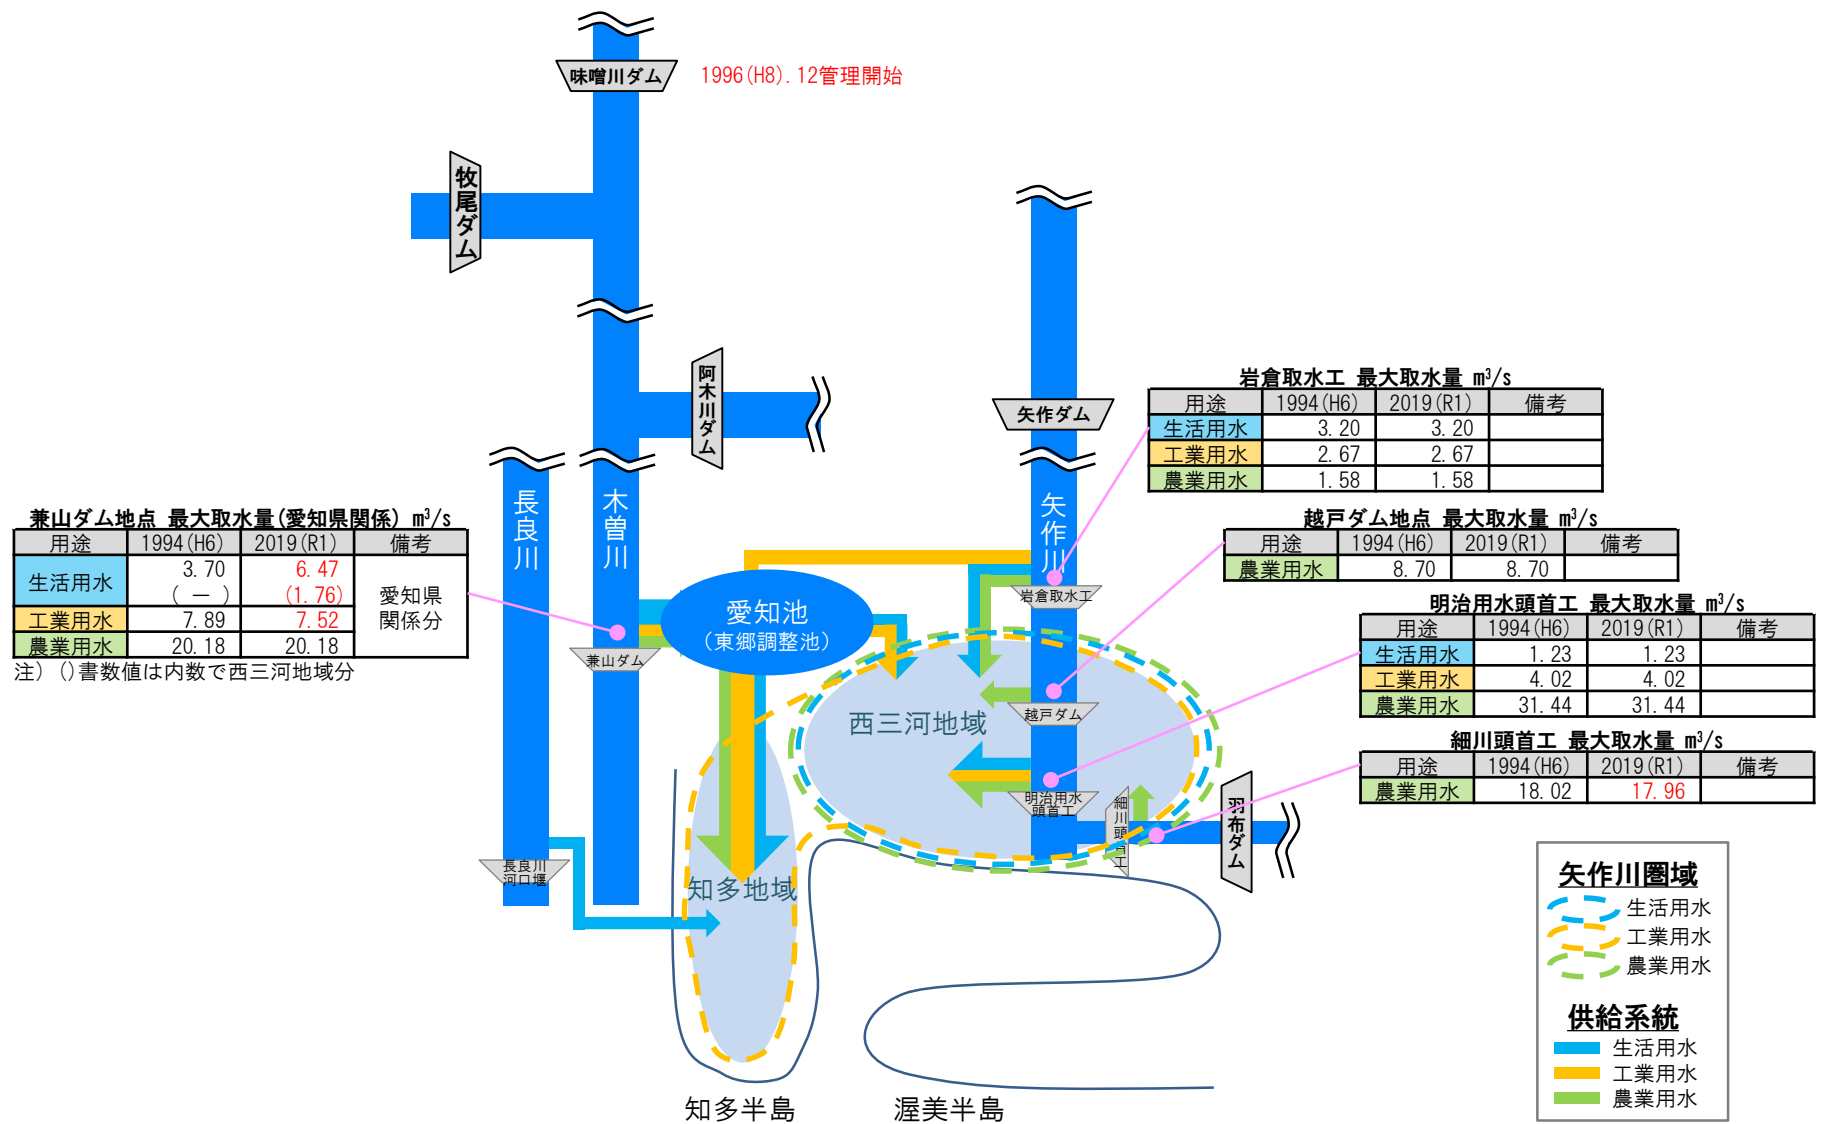 味噌川ダム
1996(H8).12管理開始
牧尾ダム
阿木川ダム
矢作ダム
長良川
木曽川
矢作川
岩倉取水工 最大取水量 m³/s
用途 1994(H6) 2019(R1) 備考
生活用水 3.20 3.20
工業用水 2.67 2.67
農業用水 1.58 1.58
兼山ダム地点 最大取水量(愛知県関係) m³/s
用途 1994(H6) 2019(R1) 備考
生活用水 3.70 6.47
(－) (1.76)
工業用水 7.89 7.52
農業用水 20.18 20.18
愛知県
関係分
注) ()書数値は内数で西三河地域分
越戸ダム地点 最大取水量 m³/s
用途 1994(H6) 2019(R1) 備考
農業用水 8.70 8.70
明治用水頭首工 最大取水量 m³/s
用途 1994(H6) 2019(R1) 備考
生活用水 1.23 1.23
工業用水 4.02 4.02
農業用水 31.44 31.44
細川頭首工 最大取水量 m³/s
用途 1994(H6) 2019(R1) 備考
農業用水 18.02 17.96
愛知池
(東郷調整池)
岩倉取水工
兼山ダム
越戸ダム
西三河地域
明治用水
頭首工
細川頭首工
羽布ダム
長良川
河口堰
知多地域
知多半島
渥美半島
矢作川圏域
生活用水
工業用水
農業用水
供給系統
生活用水
工業用水
農業用水